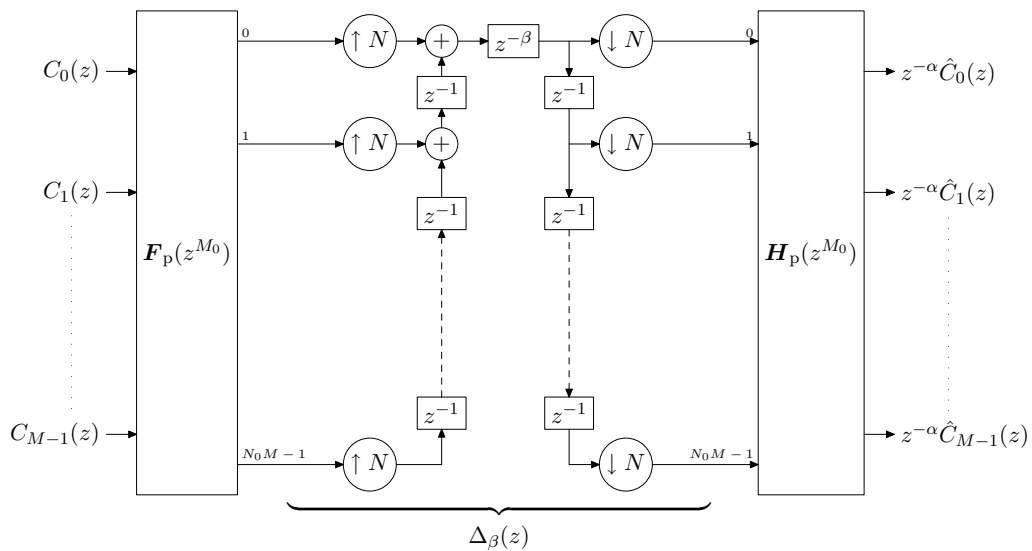 0 ↑ N + z^{-β} ↓ N 0
C_0(z) z^{-1} z^{-1} z^{-α}Ĉ_0(z)
1 ↑ N + ↓ N 1
C_1(z) z^{-1} z^{-1} z^{-α}Ĉ_1(z)
F_p(z^{M_0}) H_p(z^{M_0})
C_{M-1}(z) z^{-1} z^{-1} z^{-α}Ĉ_{M-1}(z)
N_0M-1 ↑ N ↓ N N_0M-1
Δ_β(z)